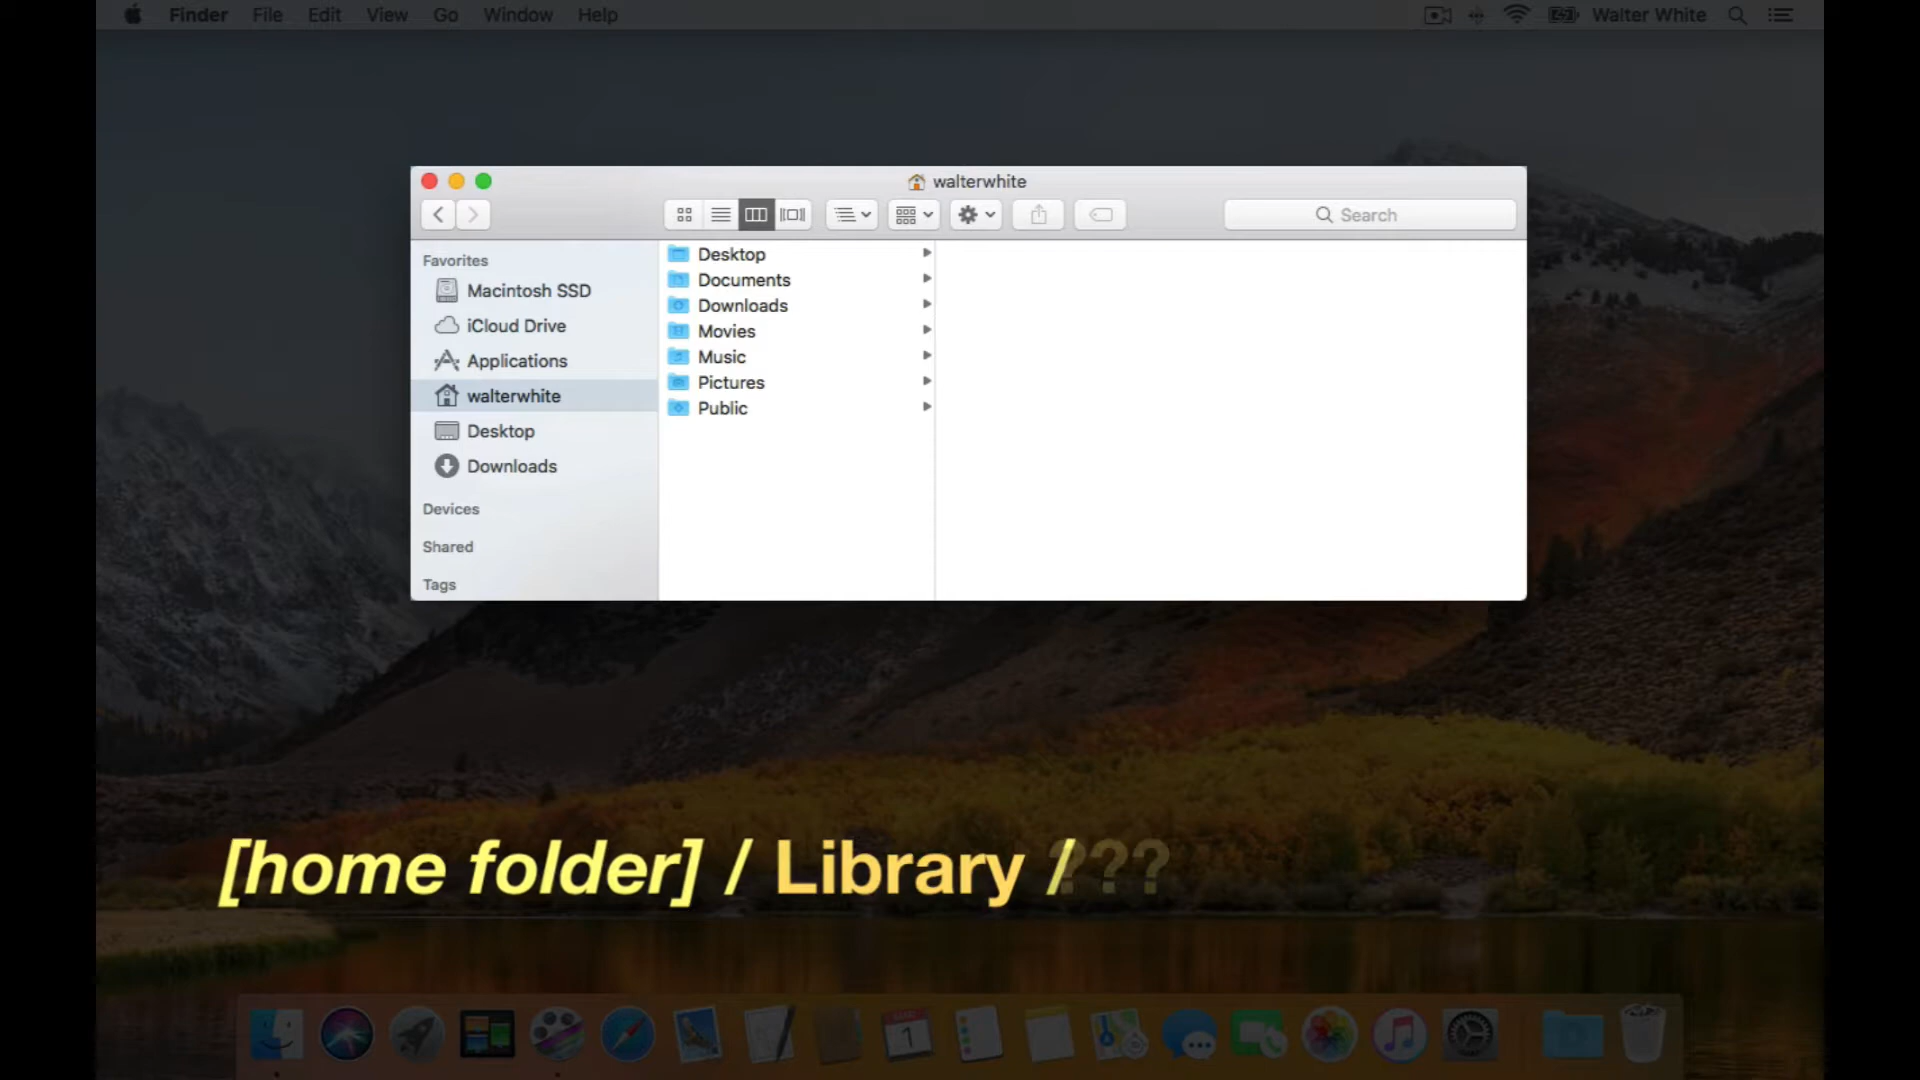 Finder File Edit View Go Window Help Walter White
walterwhite
Search
Favorites
Macintosh SSD
iCloud Drive
Applications
walterwhite
Desktop
Downloads
Devices
Shared
Tags
Desktop
Documents
Downloads
Movies
Music
Pictures
Public
[home folder] / Library / ???
1